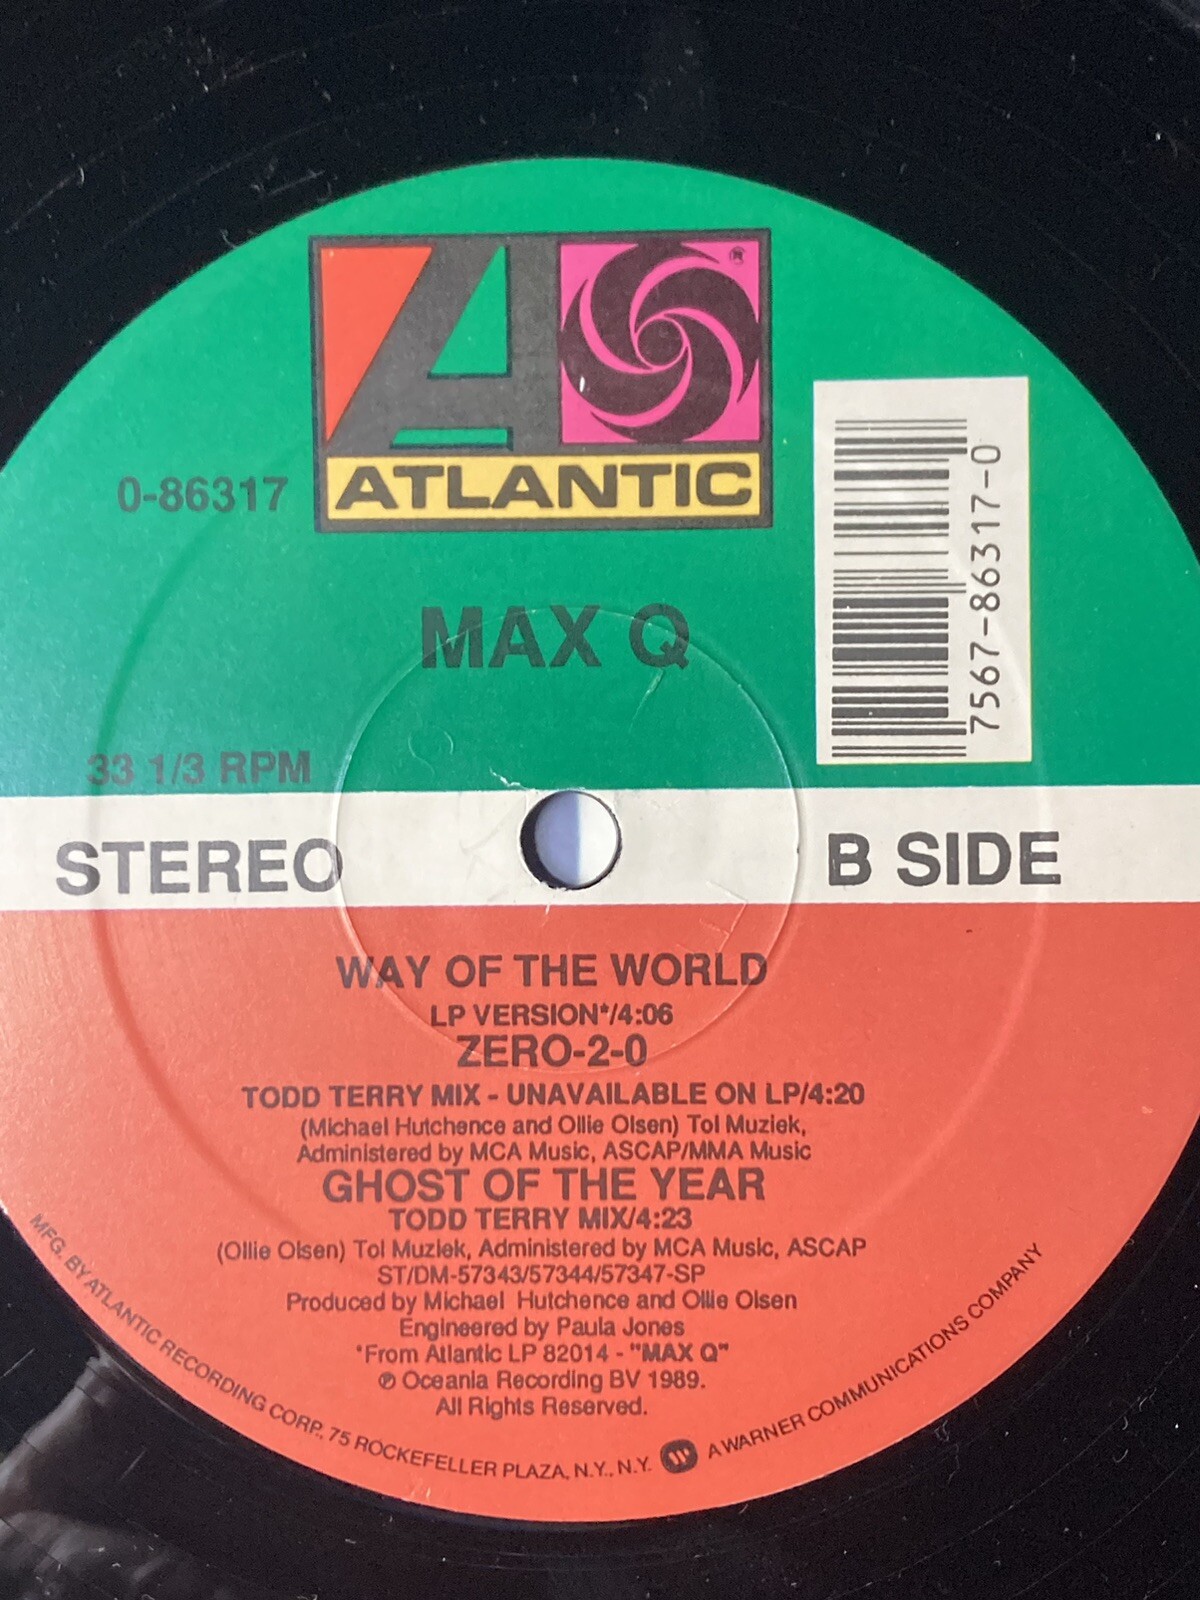 ATLANTIC
®
0-86317
7567-86317-0
MAX Q
33 1/3 RPM
STEREO
B SIDE
WAY OF THE WORLD
LP VERSION*/4:06
ZERO-2-0
TODD TERRY MIX - UNAVAILABLE ON LP/4:20
(Michael Hutchence and Ollie Olsen) Tol Muziek,
Administered by MCA Music, ASCAP/MMA Music
GHOST OF THE YEAR
TODD TERRY MIX/4:23
(Ollie Olsen) Tol Muziek, Administered by MCA Music, ASCAP
ST/DM-57343/57344/57347-SP
Produced by Michael Hutchence and Ollie Olsen
Engineered by Paula Jones
*From Atlantic LP 82014 - "MAX Q"
℗ Oceania Recording BV 1989.
All Rights Reserved.
MFG. BY ATLANTIC RECORDING CORP., 75 ROCKEFELLER PLAZA, N.Y., N.Y. A WARNER COMMUNICATIONS COMPANY